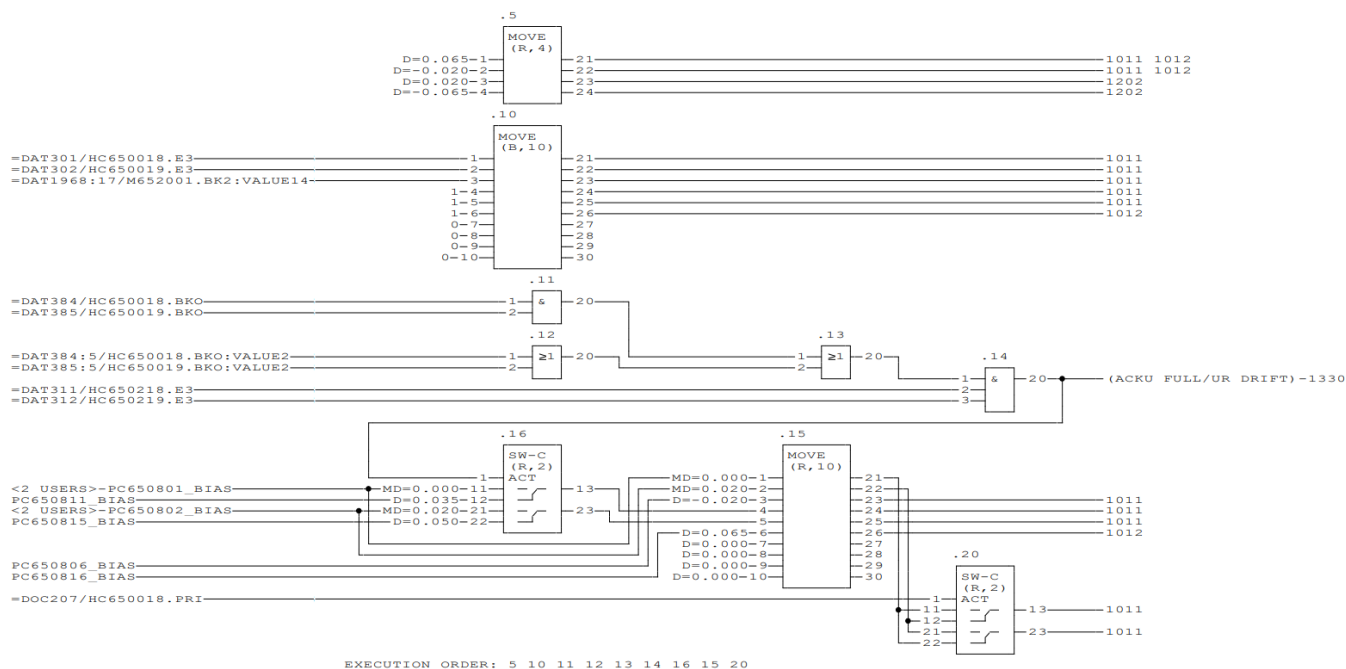 .5
MOVE
(R,4)
D=0.065-1 21 1011 1012
D=-0.020-2 22 1011 1012
D=0.020-3 23 1202
D=-0.065-4 24 1202
.10
MOVE
(B,10)
=DAT301/HC650018.E3 1 21 1011
=DAT302/HC650019.E3 2 22 1011
=DAT1968:17/M652001.BK2:VALUE14 3 23 1011
1-4 24 1011
1-5 25 1011
1-6 26 1012
0-7 27
0-8 28
0-9 29
0-10 30
.11
=DAT384/HC650018.BKO 1 & 20
=DAT385/HC650019.BKO 2
.12 .13
=DAT384:5/HC650018.BKO:VALUE2 1 ≥1 20 1 ≥1 20 .14
=DAT385:5/HC650019.BKO:VALUE2 2 2
1 & 20 (ACKU FULL/UR DRIFT)-1330
=DAT311/HC650218.E3 2
=DAT312/HC650219.E3 3
.16 .15
SW-C MOVE
(R,2) (R,10)
1 ACT MD=0.000-1 21
<2 USERS>-PC650801_BIAS MD=0.000-11 13 MD=0.020-2 22
PC650811_BIAS D=0.035-12 D=-0.020-3 23 1011
<2 USERS>-PC650802_BIAS MD=0.020-21 23 4 24 1011
PC650815_BIAS D=0.050-22 5 25 1011
D=0.065-6 26 1012
D=0.000-7 27
D=0.000-8 28 .20
PC650806_BIAS D=0.000-9 29
PC650816_BIAS D=0.000-10 30 SW-C
(R,2)
=DOC207/HC650018.PRI 1 ACT
11 13 1011
12
21 23 1011
22
EXECUTION ORDER: 5 10 11 12 13 14 16 15 20